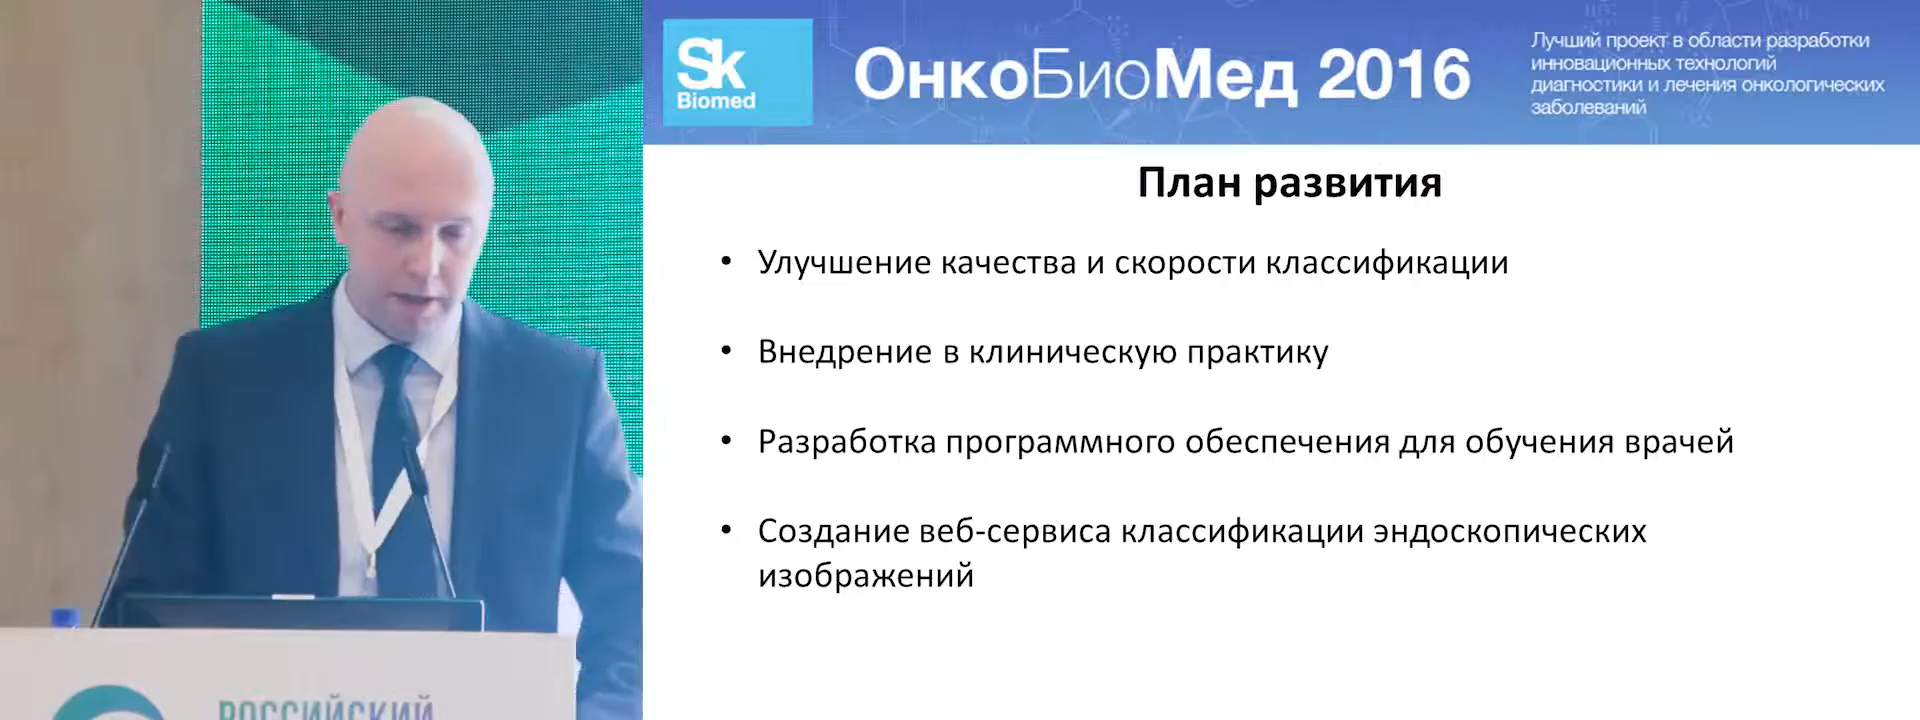 Sk
Biomed
ОнкоБиоМед 2016
Лучший проект в области разработки
инновационных технологий
диагностики и лечения онкологических
заболеваний
План развития
• Улучшение качества и скорости классификации
• Внедрение в клиническую практику
• Разработка программного обеспечения для обучения врачей
• Создание веб-сервиса классификации эндоскопических
изображений
РОССИЙСКИЙ